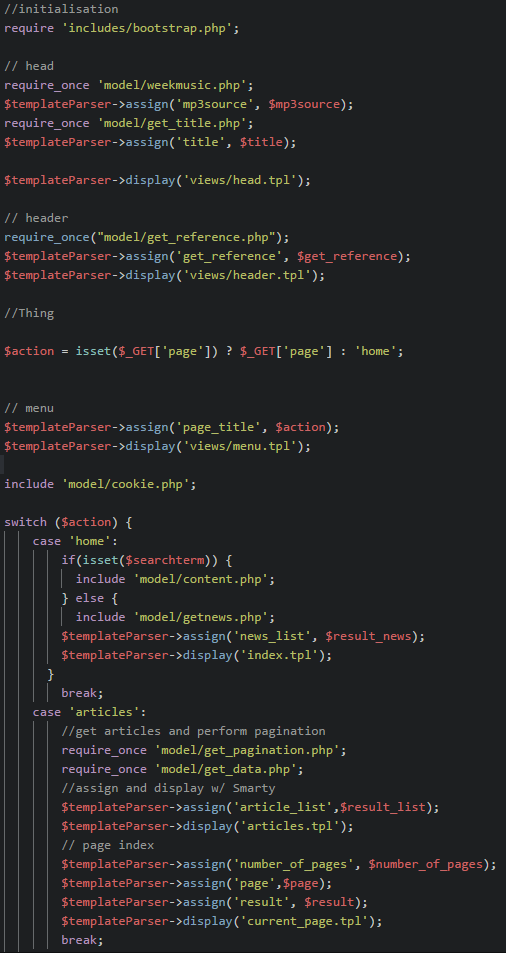 //initialisation
require 'includes/bootstrap.php';
// head
require_once 'model/weekmusic.php';
$templateParser->assign('mp3source', $mp3source);
require_once 'model/get_title.php';
$templateParser->assign('title', $title);
$templateParser->display('views/head.tpl');
// header
require_once("model/get_reference.php");
$templateParser->assign('get_reference', $get_reference);
$templateParser->display('views/header.tpl');
//Thing
$action = isset($_GET['page']) ? $_GET['page'] : 'home';
// menu
$templateParser->assign('page_title', $action);
$templateParser->display('views/menu.tpl');
include 'model/cookie.php';
switch ($action) {
    case 'home':
        if(isset($searchterm)) {
          include 'model/content.php';
        } else {
          include 'model/getnews.php';
        $templateParser->assign('news_list', $result_news);
        $templateParser->display('index.tpl');
      }
        break;
    case 'articles':
        //get articles and perform pagination
        require_once 'model/get_pagination.php';
        require_once 'model/get_data.php';
        //assign and display w/ Smarty
        $templateParser->assign('article_list',$result_list);
        $templateParser->display('articles.tpl');
        // page index
        $templateParser->assign('number_of_pages', $number_of_pages);
        $templateParser->assign('page',$page);
        $templateParser->assign('result', $result);
        $templateParser->display('current_page.tpl');
        break;